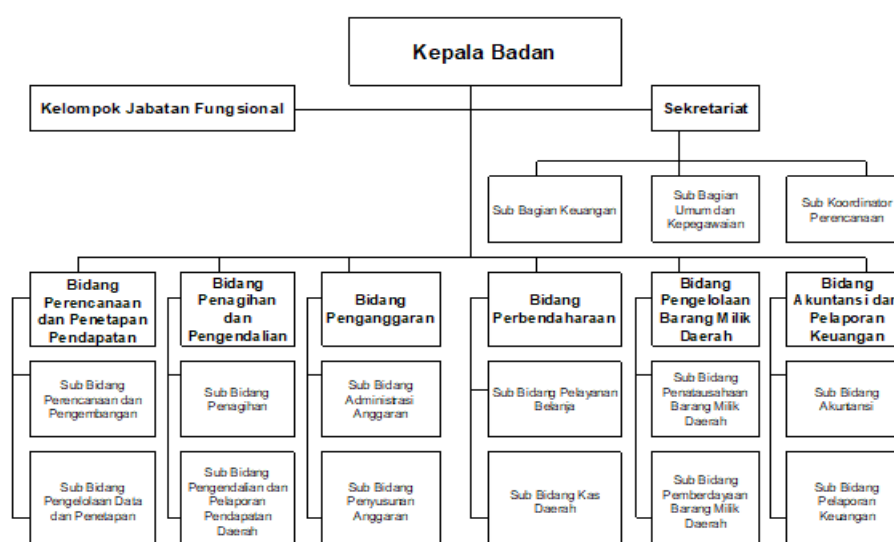 Kepala Badan
Kelompok Jabatan Fungsional
Sekretariat
Sub Bagian Keuangan
Sub Bagian
Umum dan
Kepegawaian
Sub Koordinator
Perencanaan
Bidang
Perencanaan
dan Penetapan
Pendapatan
Bidang
Penagihan
dan
Pengendalian
Bidang
Penganggaran
Bidang
Perbendaharaan
Bidang
Pengelolaan
Barang Milik
Daerah
Bidang
Akuntansi dan
Pelaporan
Keuangan
Sub Bidang
Perencanaan dan
Pengembangan
Sub Bidang
Penagihan
Sub Bidang
Administrasi
Anggaran
Sub Bidang Pelayanan
Belanja
Sub Bidang
Penatausahaan
Barang Milik
Daerah
Sub Bidang
Akuntansi
Sub Bidang
Pengelolaan Data
dan Penetapan
Sub Bidang
Pengendalian dan
Pelaporan
Pendapatan
Daerah
Sub Bidang
Penyusunan
Anggaran
Sub Bidang Kas
Daerah
Sub Bidang
Pemberdayaan
Barang Milik
Daerah
Sub Bidang
Pelaporan
Keuangan